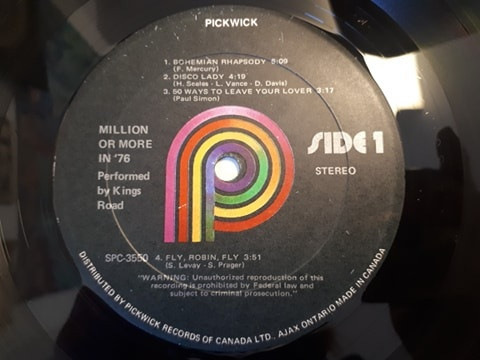 PICKWICK
1. BOHEMIAN RHAPSODY 5:09
(F. Mercury)
2. DISCO LADY 4:19
(H. Scales - L. Vance - D. Davis)
3. 50 WAYS TO LEAVE YOUR LOVER 3:17
(Paul Simon)
MILLION
OR MORE
IN '76
Performed
by Kings
Road
SIDE 1
STEREO
SPC-3550 4. FLY, ROBIN, FLY 3:51
(S. Levay - S. Prager)
"WARNING: Unauthorized reproduction of this
recording is prohibited by Federal law and
subject to criminal prosecution."
DISTRIBUTED BY PICKWICK RECORDS OF CANADA LTD. AJAX ONTARIO MADE IN CANADA